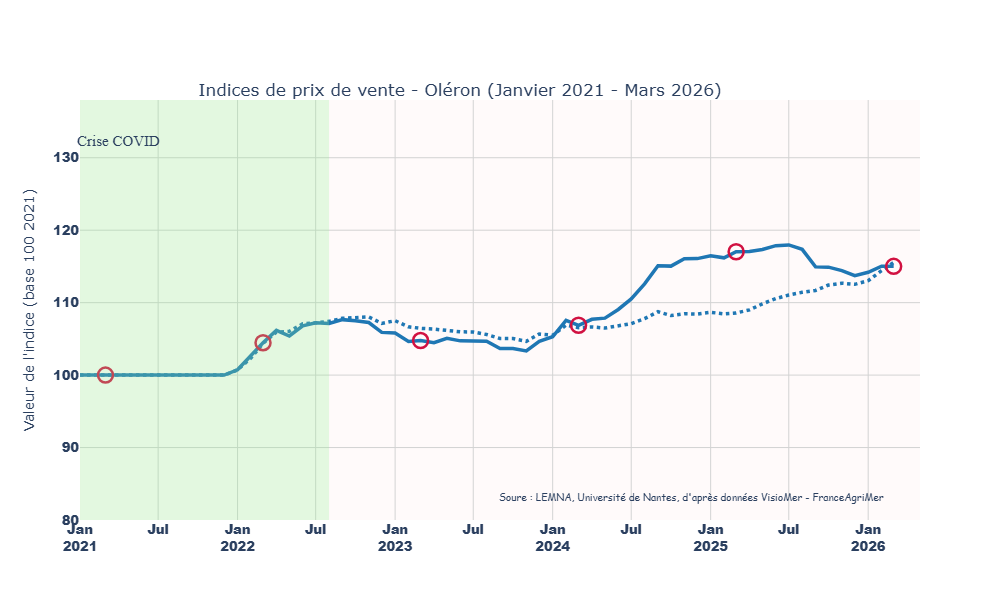 Indices de prix de vente - Oléron (Janvier 2021 - Mars 2026)
Crise COVID
Valeur de l'indice (base 100 2021)
130
120
110
100
90
80
Soure : LEMNA, Université de Nantes, d'après données VisioMer - FranceAgriMer
Jan Jul Jan Jul Jan Jul Jan Jul Jan Jul Jan
2021 2022 2023 2024 2025 2026